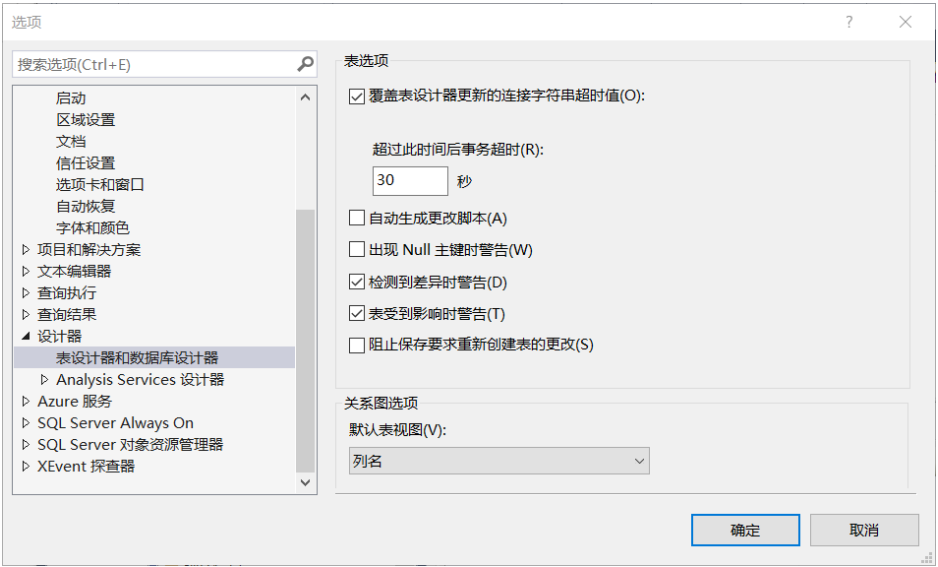 选项
搜索选项(Ctrl+E)
启动
区域设置
文档
信任设置
选项卡和窗口
自动恢复
字体和颜色
项目和解决方案
文本编辑器
查询执行
查询结果
设计器
表设计器和数据库设计器
Analysis Services 设计器
Azure 服务
SQL Server Always On
SQL Server 对象资源管理器
XEvent 探查器
表选项
覆盖表设计器更新的连接字符串超时值(O):
超过此时间后事务超时(R):
30 秒
自动生成更改脚本(A)
出现 Null 主键时警告(W)
检测到差异时警告(D)
表受到影响时警告(T)
阻止保存要求重新创建表的更改(S)
关系图选项
默认表视图(V):
列名
确定 取消